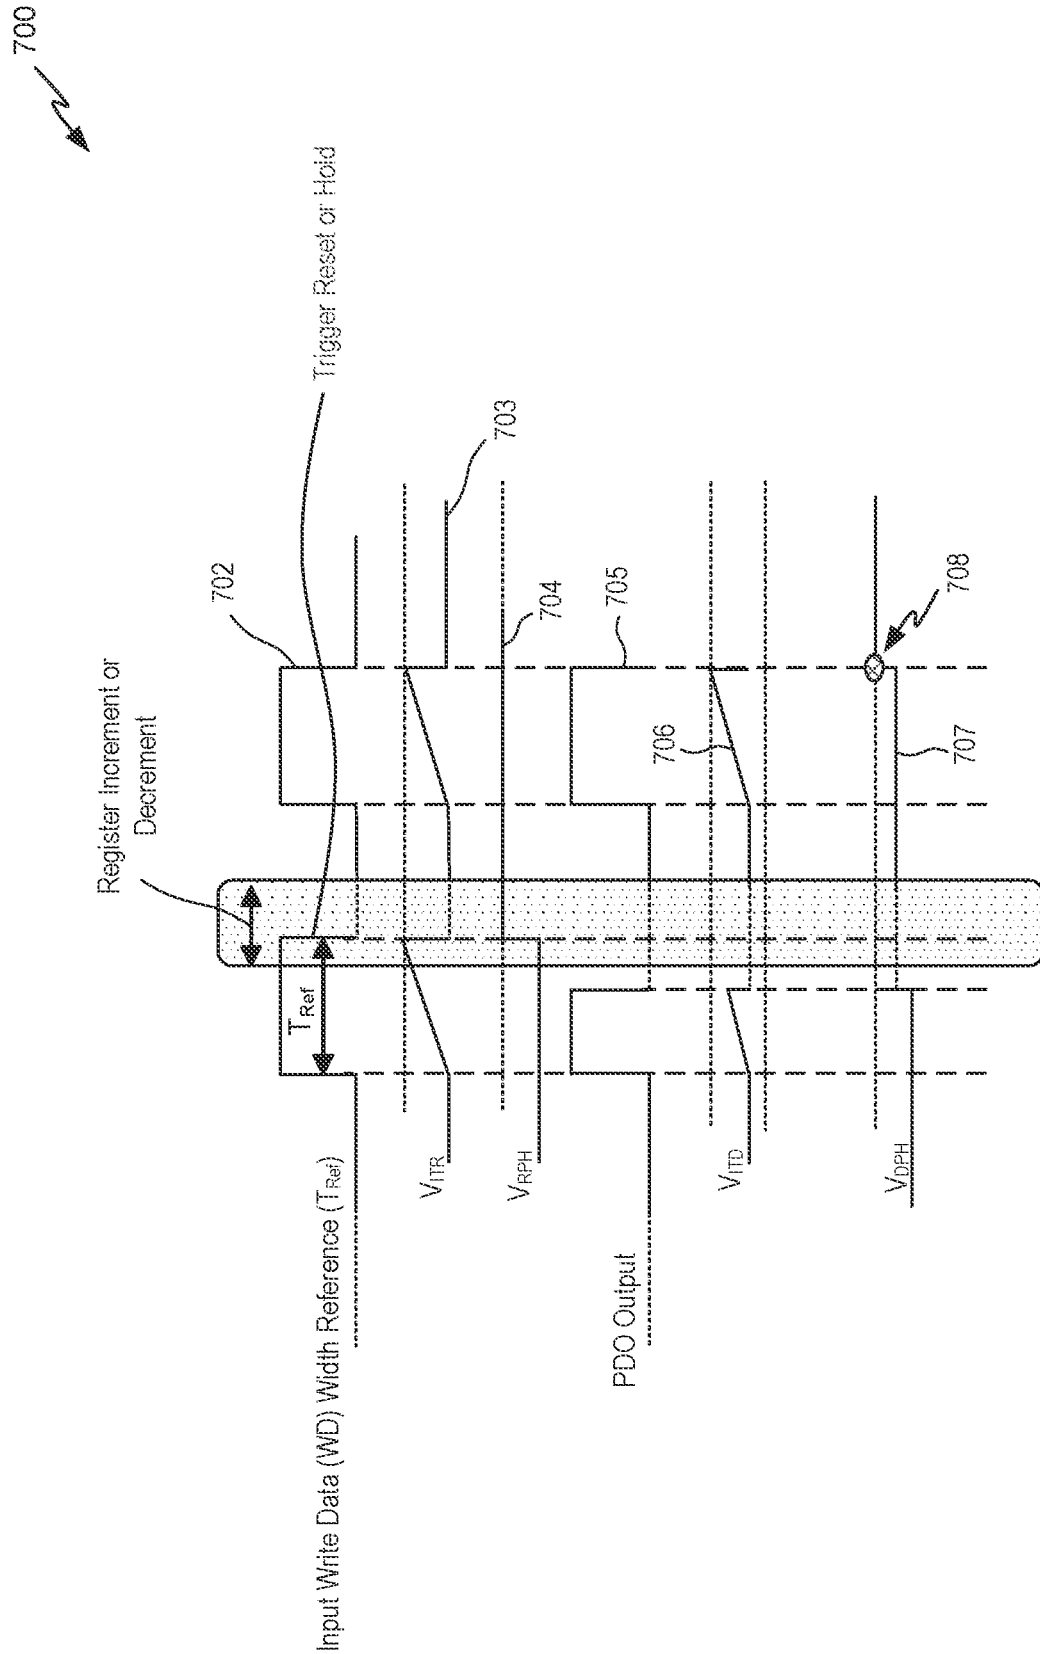 700
Register Increment or
Decrement
Trigger Reset or Hold
702
Input Write Data (WD) Width Reference (TRef)
TRef
VITR
703
VRPH
704
PDO Output
705
VITD
706
VDPH
707
708